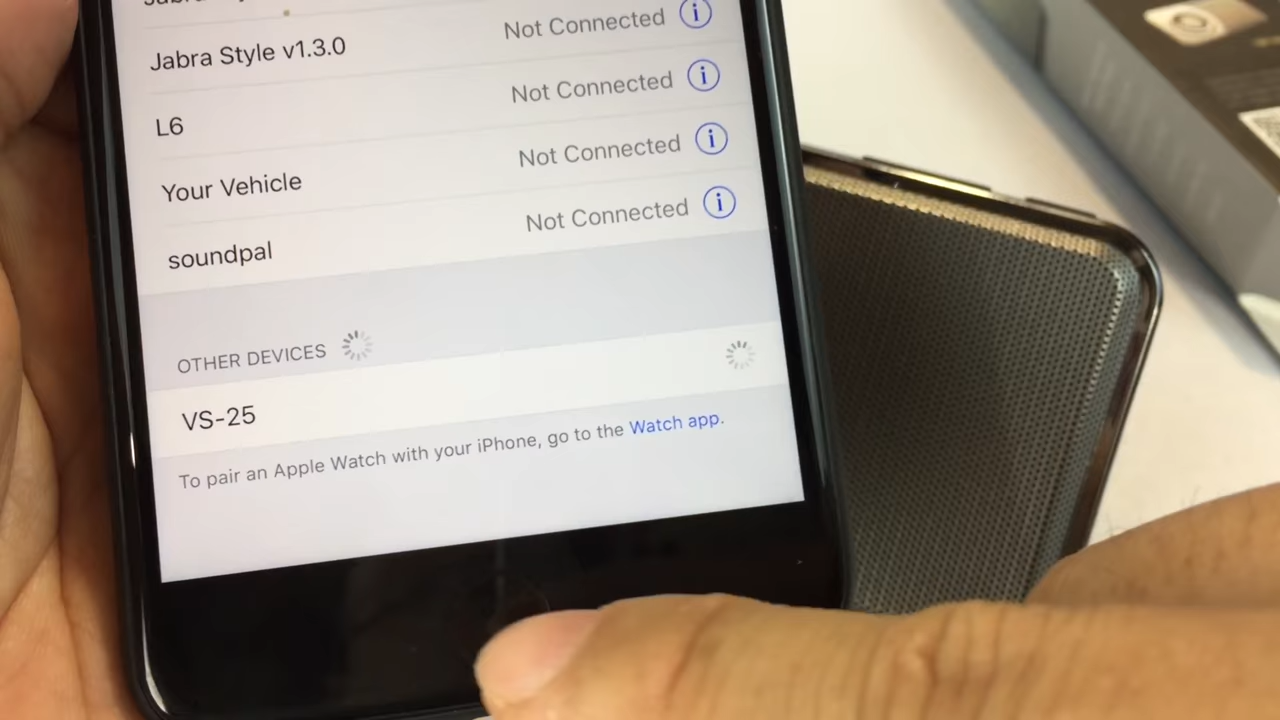 Jabra Style v1.3.0 Not Connected
L6 Not Connected
Your Vehicle Not Connected
soundpal Not Connected
OTHER DEVICES
VS-25
To pair an Apple Watch with your iPhone, go to the Watch app.